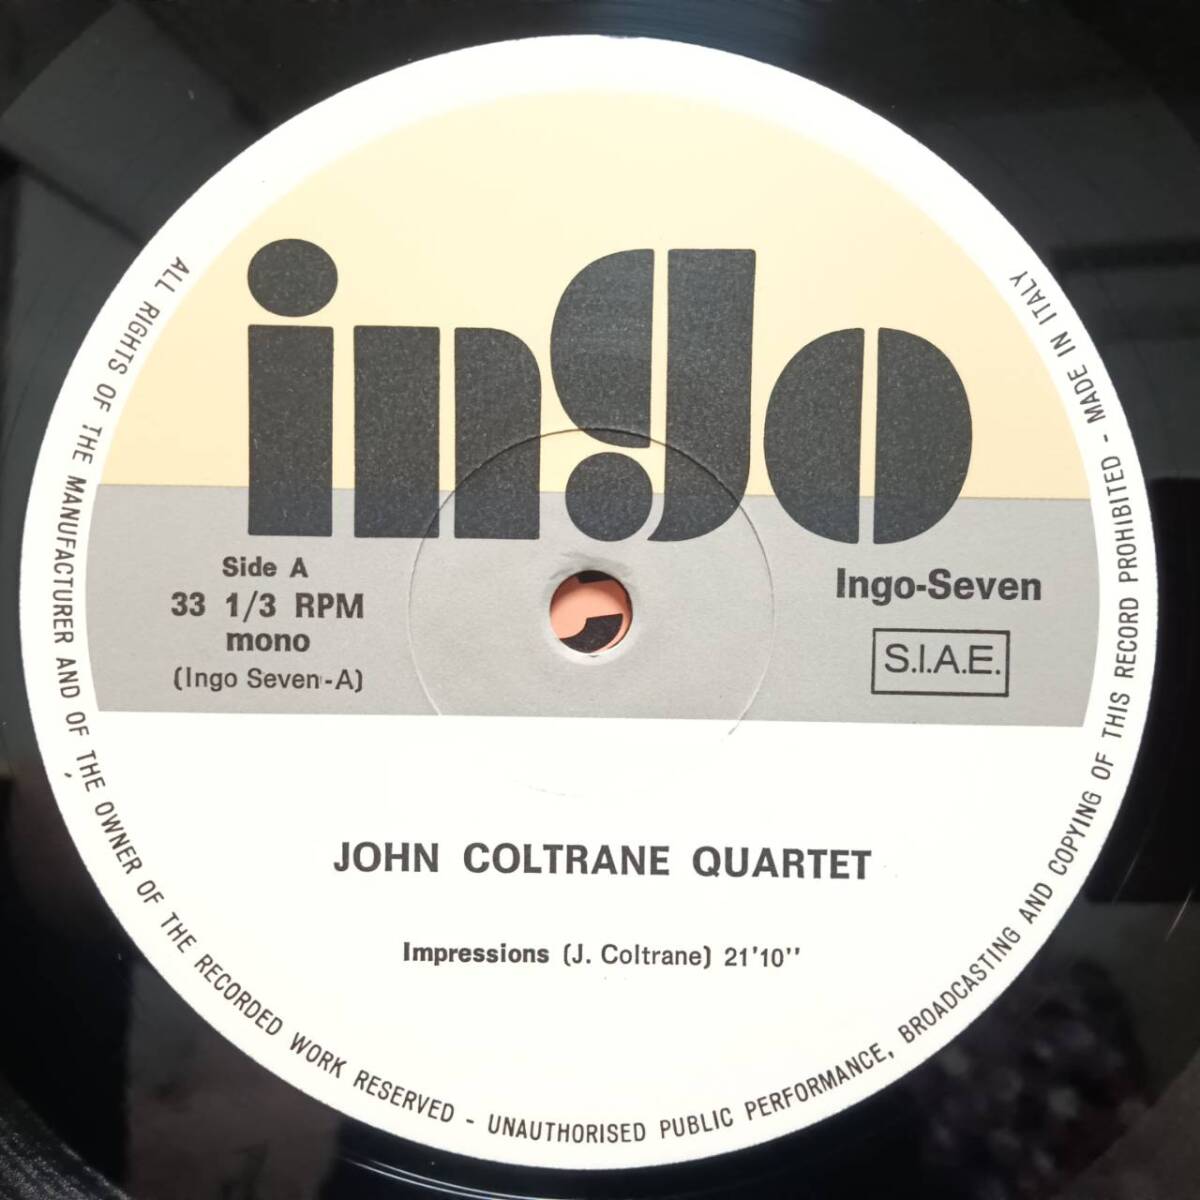 ingo
Side A
33 1/3 RPM
mono
(Ingo Seven-A)
Ingo-Seven
S.I.A.E.
JOHN COLTRANE QUARTET
Impressions (J. Coltrane) 21'10''
ALL RIGHTS OF THE MANUFACTURER AND OF THE OWNER OF THE RECORDED WORK RESERVED - UNAUTHORISED PUBLIC PERFORMANCE, BROADCASTING AND COPYING OF THIS RECORD PROHIBITED - MADE IN ITALY